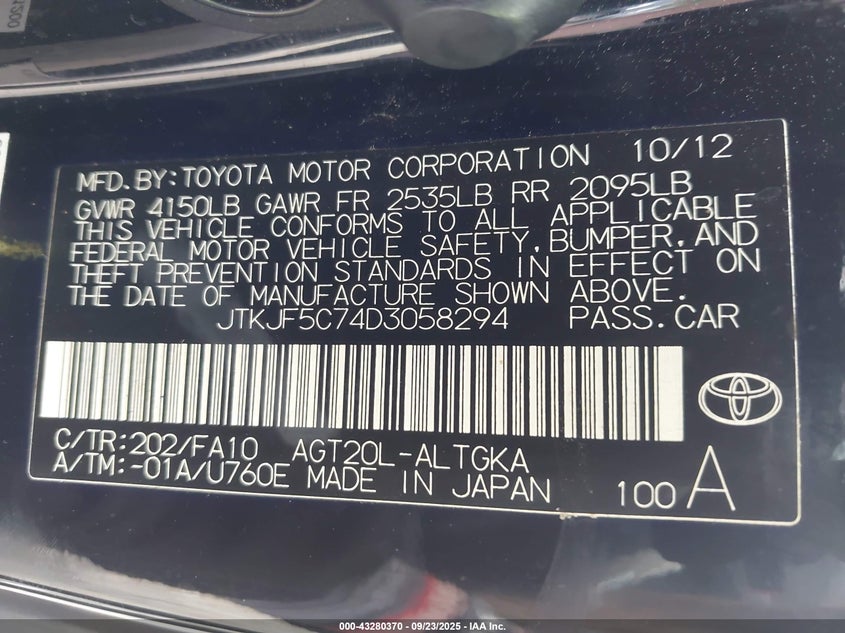 MFD.BY:TOYOTA MOTOR CORPORATION 10/12
GVWR 4150LB GAWR FR 2535LB RR 2095LB
THIS VEHICLE CONFORMS TO ALL APPLICABLE
FEDERAL MOTOR VEHICLE SAFETY,BUMPER,AND
THEFT PREVENTION STANDARDS IN EFFECT ON
THE DATE OF MANUFACTURE SHOWN ABOVE.
JTKJF5C74D3058294 PASS.CAR
C/TR:202/FA10 AGT20L-ALTGKA
A/TM:-01A/U760E MADE IN JAPAN 100 A
000-43280370 - 09/23/2025 - IAA Inc.